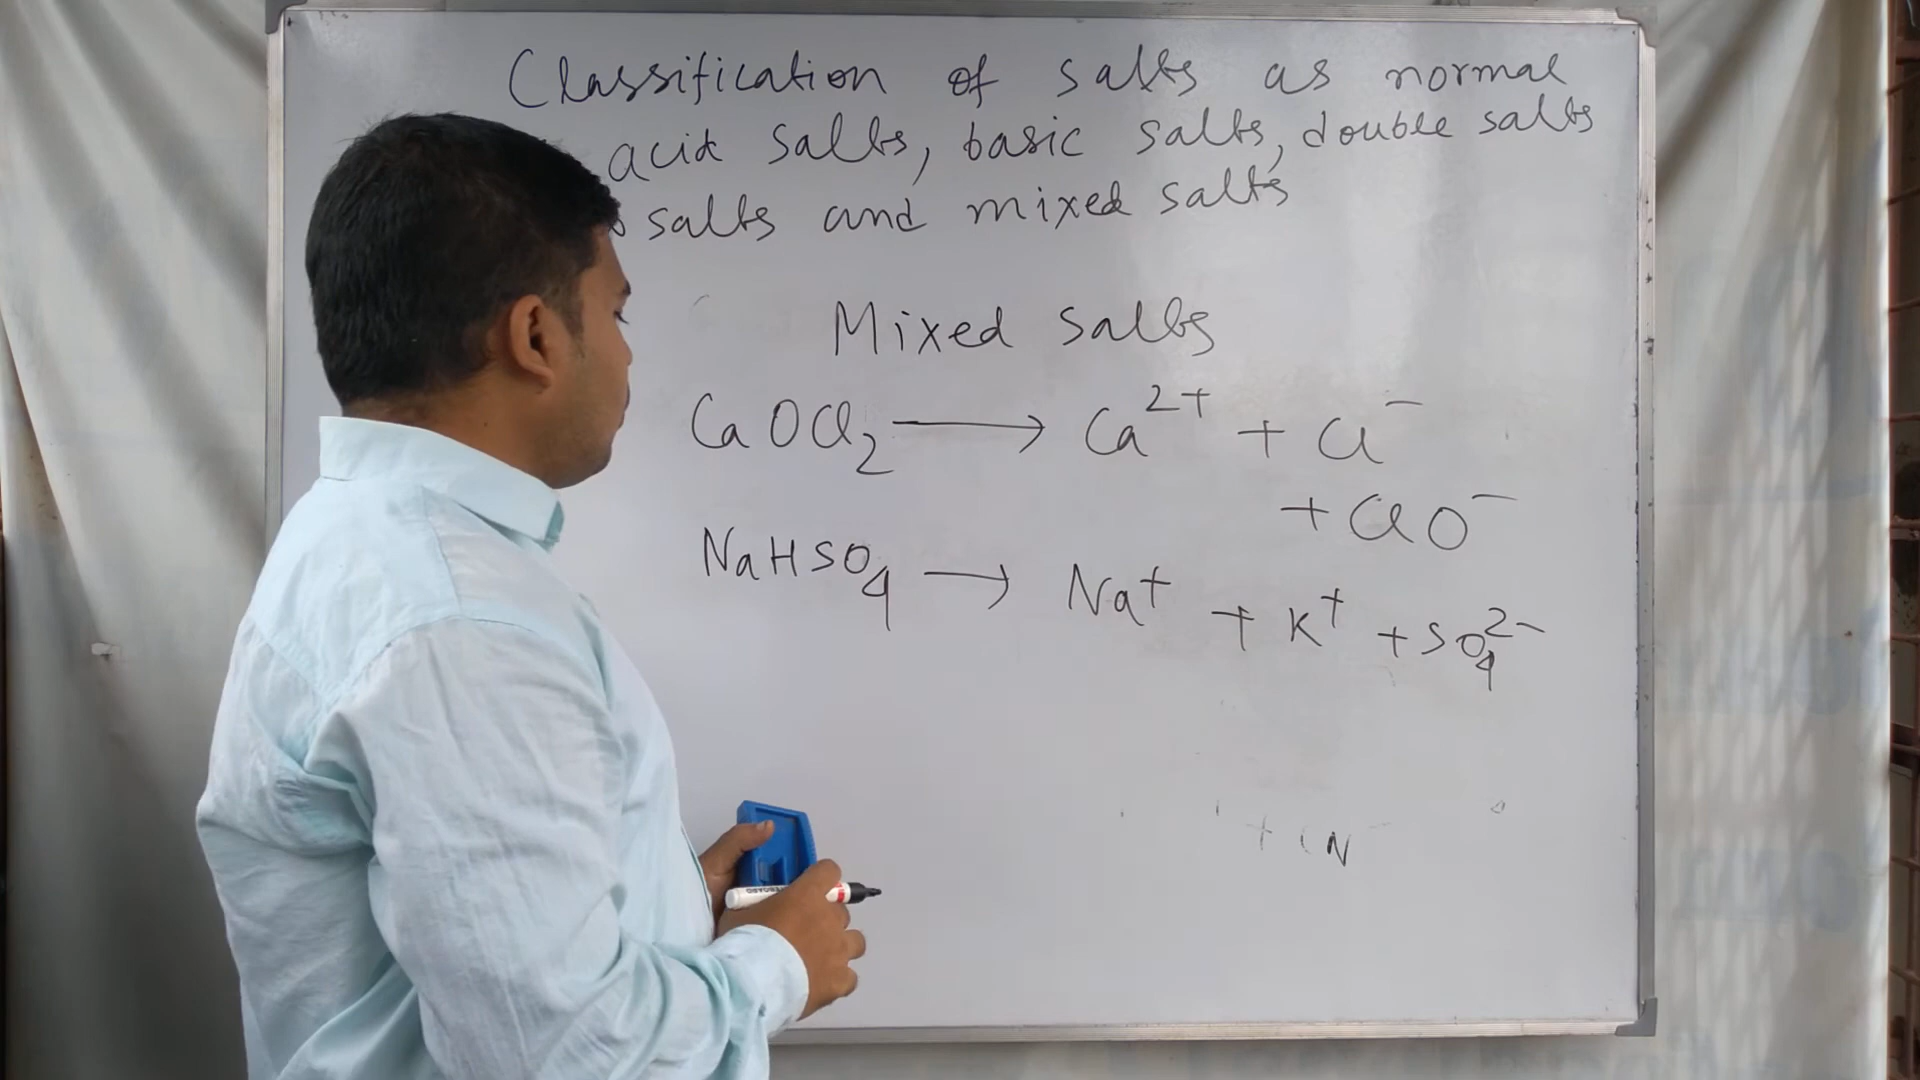 Classification of salts as normal
acid salts, basic salts, double salts
salts and mixed salts
Mixed salts
CaOCl₂ → Ca²⁺ + Cl⁻
+ ClO⁻
NaHSO₄ → Na⁺ + K⁺ + SO₄²⁻
+ N